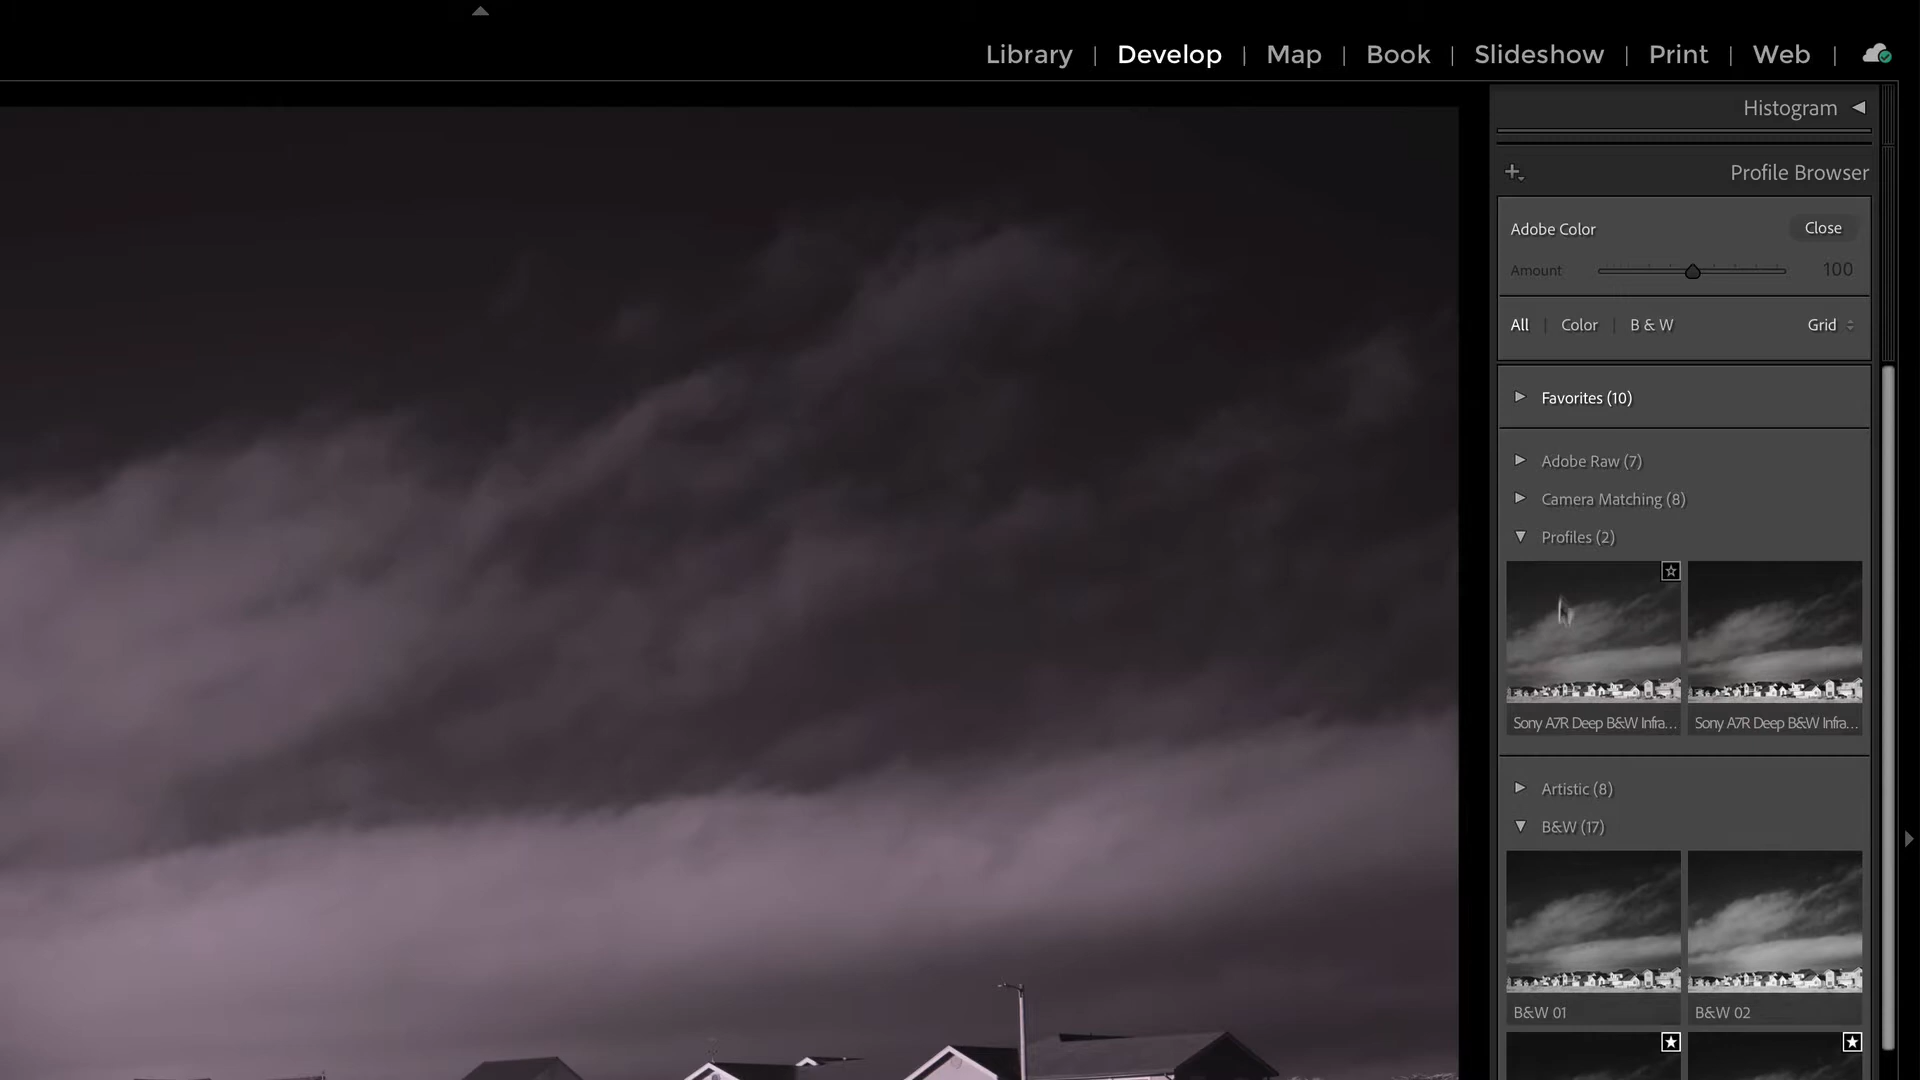 Library | Develop | Map | Book | Slideshow | Print | Web |
Histogram
Profile Browser
Adobe Color Close
Amount 100
All | Color | B & W Grid
Favorites (10)
Adobe Raw (7)
Camera Matching (8)
Profiles (2)
Sony A7R Deep B&W Infra... Sony A7R Deep B&W Infra...
Artistic (8)
B&W (17)
B&W 01 B&W 02